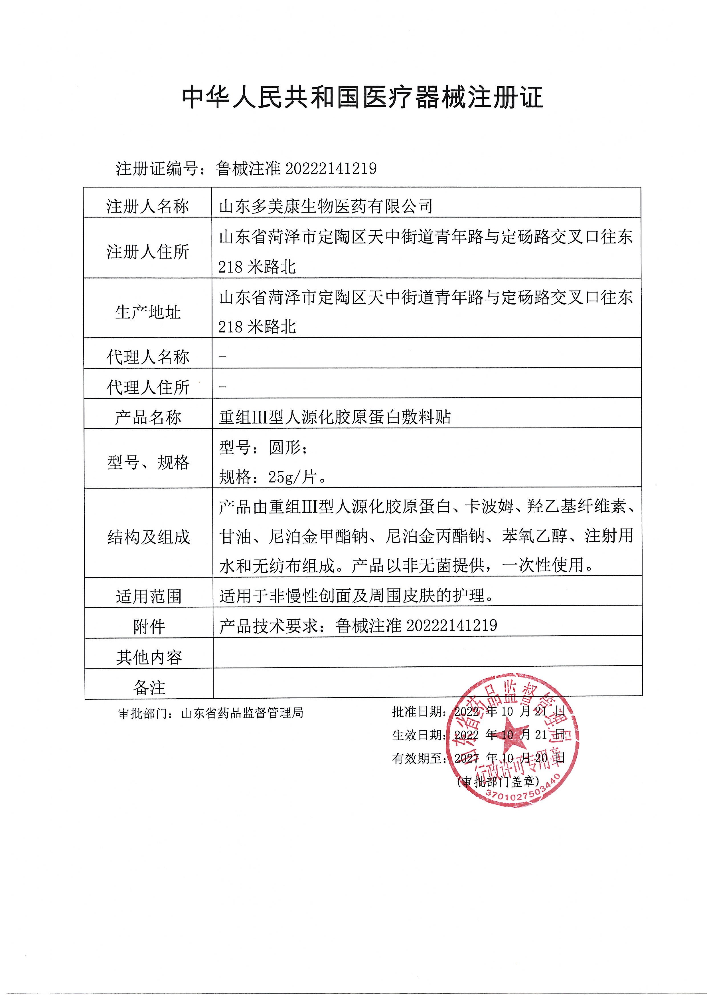 中华人民共和国医疗器械注册证
注册证编号：鲁械注准 20222141219
注册人名称 山东多美康生物医药有限公司
注册人住所 山东省菏泽市定陶区天中街道青年路与定砀路交叉口往东
218 米路北
生产地址 山东省菏泽市定陶区天中街道青年路与定砀路交叉口往东
218 米路北
代理人名称 –
代理人住所 –
产品名称 重组Ⅲ型人源化胶原蛋白敷料贴
型号、规格 型号：圆形；
规格：25g/片。
结构及组成 产品由重组Ⅲ型人源化胶原蛋白、卡波姆、羟乙基纤维素、
甘油、尼泊金甲酯钠、尼泊金丙酯钠、苯氧乙醇、注射用
水和无纺布组成。产品以非无菌提供，一次性使用。
适用范围 适用于非慢性创面及周围皮肤的护理。
附件 产品技术要求：鲁械注准 20222141219
其他内容
备注
审批部门：山东省药品监督管理局
批准日期：2022 年 10 月 21 日
生效日期：2022 年 10 月 21 日
有效期至：2027 年 10 月 20 日
(审批部门盖章)
山东省药品监督管理局
行政许可专用章
3701027503440